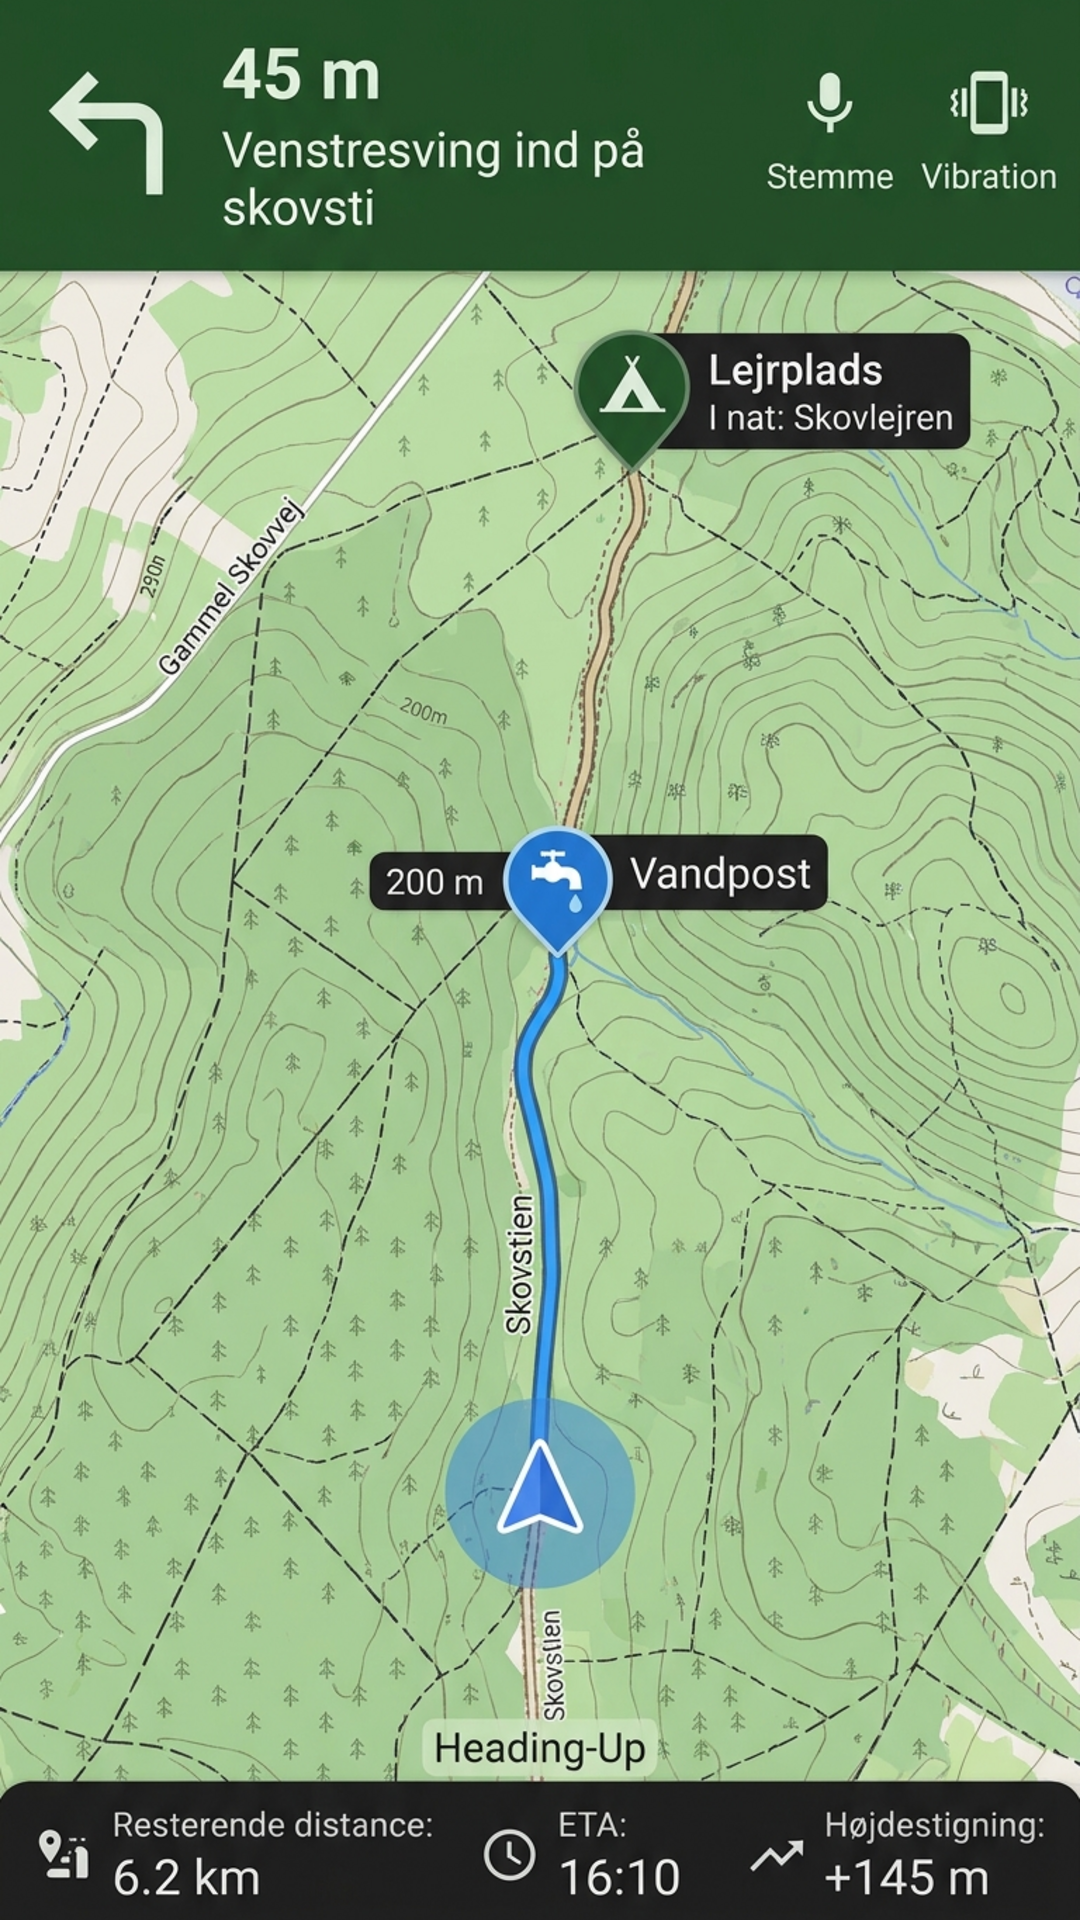 45 m
Venstresving ind på
skovsti
Stemme
Vibration
Lejrplads
I nat: Skovlejren
Gammel Skovvej
290n
200m
200 m
Vandpost
Skovstien
Skovstien
Heading-Up
Resterende distance:
6.2 km
ETA:
16:10
Højdestigning:
+145 m